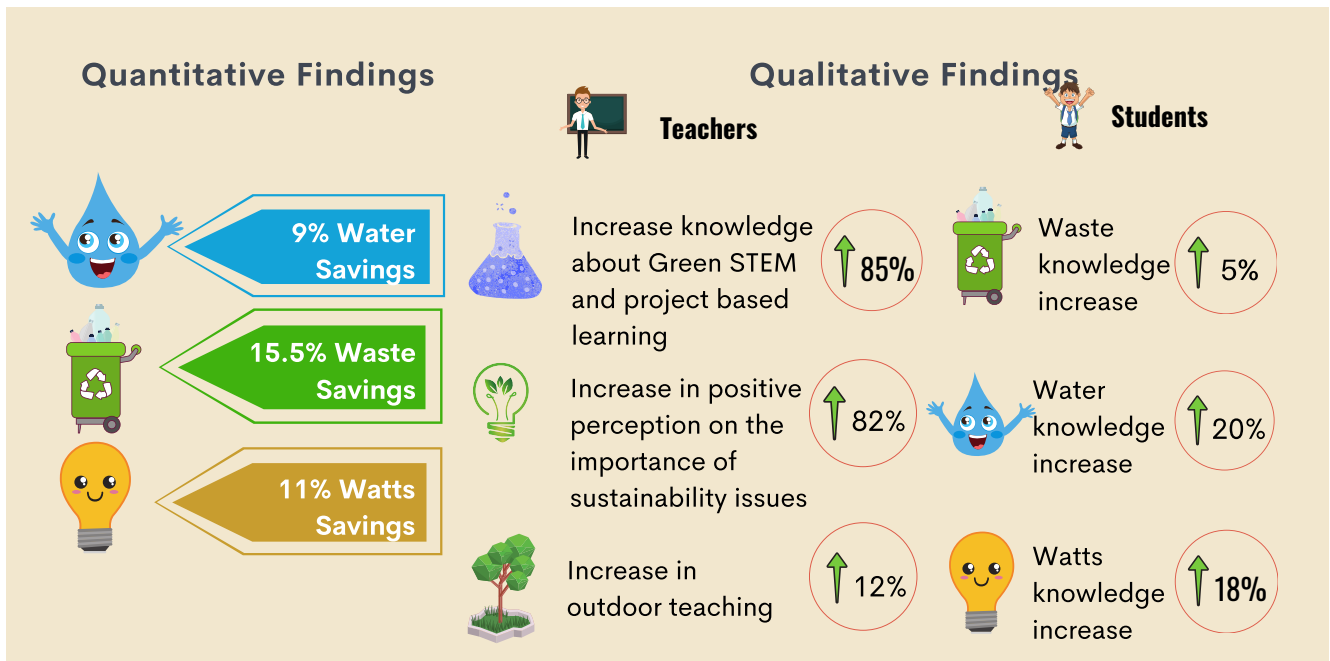 Quantitative Findings
9% Water
Savings
15.5% Waste
Savings
11% Watts
Savings
Qualitative Findings
Teachers
Increase knowledge
about Green STEM
and project based
learning
85%
Increase in positive
perception on the
importance of
sustainability issues
82%
Increase in
outdoor teaching
12%
Students
Waste
knowledge
increase
5%
Water
knowledge
increase
20%
Watts
knowledge
increase
18%